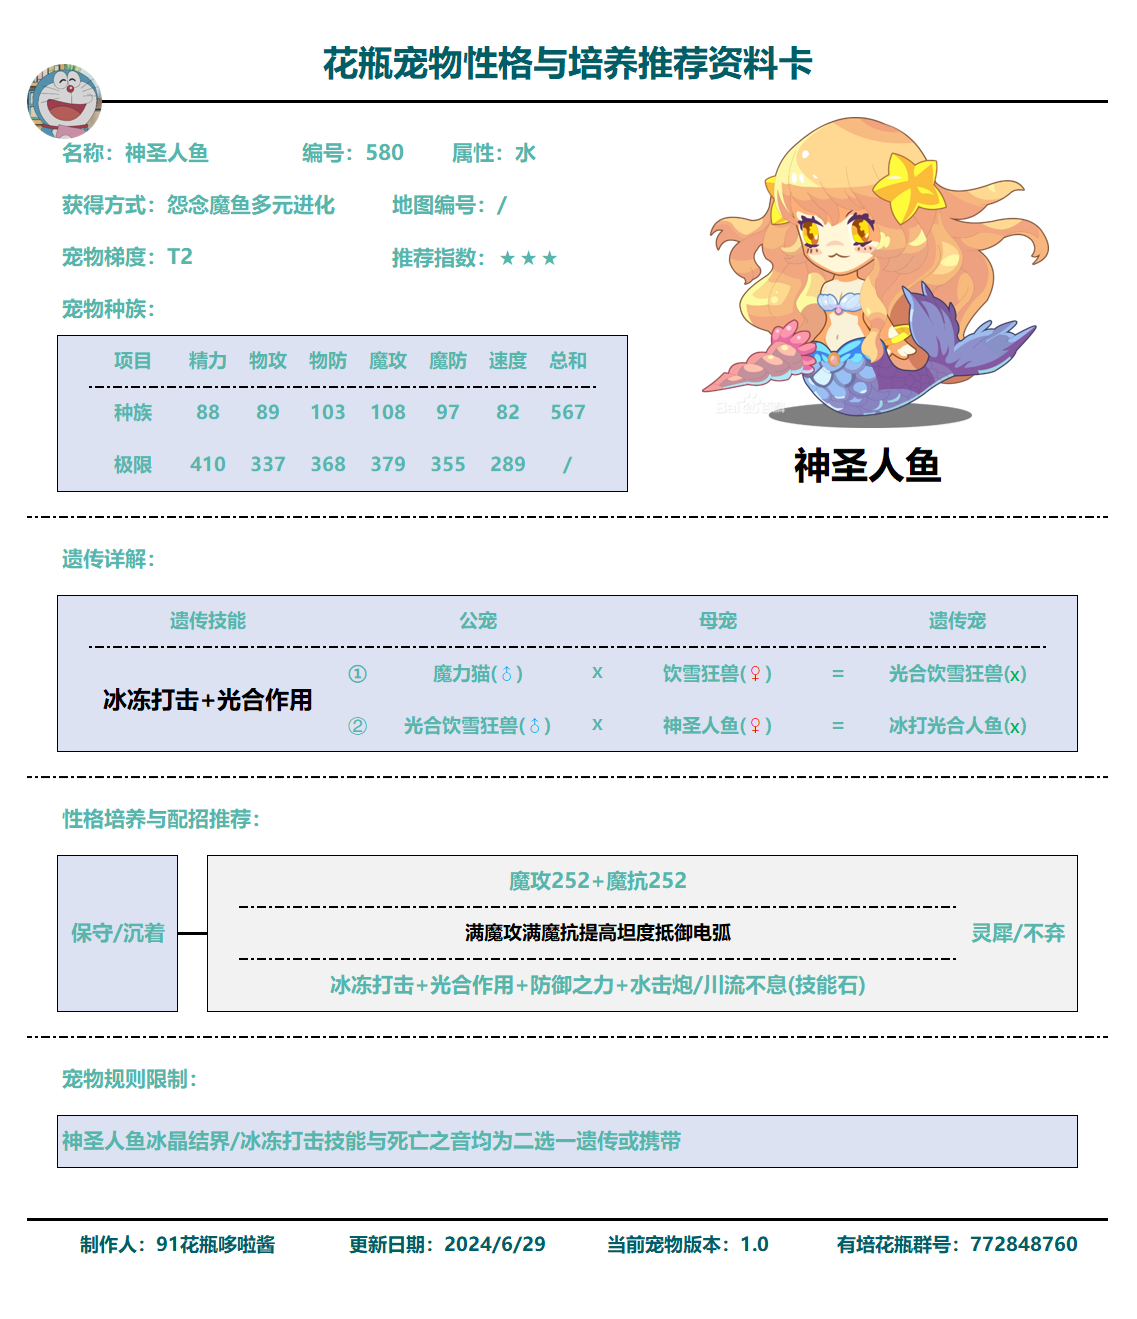 花瓶宠物性格与培养推荐资料卡
名称：神圣人鱼 编号：580 属性：水
获得方式：怨念魔鱼多元进化 地图编号：/
宠物梯度：T2 推荐指数：★★★
宠物种族：
项目 精力 物攻 物防 魔攻 魔防 速度 总和
种族 88 89 103 108 97 82 567
极限 410 337 368 379 355 289 /
神圣人鱼
遗传详解：
遗传技能 公宠 母宠 遗传宠
冰冻打击+光合作用
① 魔力猫(♂) x 饮雪狂兽(♀) = 光合饮雪狂兽(x)
② 光合饮雪狂兽(♂) x 神圣人鱼(♀) = 冰打光合人鱼(x)
性格培养与配招推荐：
保守/沉着
魔攻252+魔抗252
满魔攻满魔抗提高坦度抵御电弧
冰冻打击+光合作用+防御之力+水击炮/川流不息(技能石)
灵犀/不弃
宠物规则限制：
神圣人鱼冰晶结界/冰冻打击技能与死亡之音均为二选一遗传或携带
制作人：91花瓶哆啦酱 更新日期：2024/6/29 当前宠物版本：1.0 有培花瓶群号：772848760